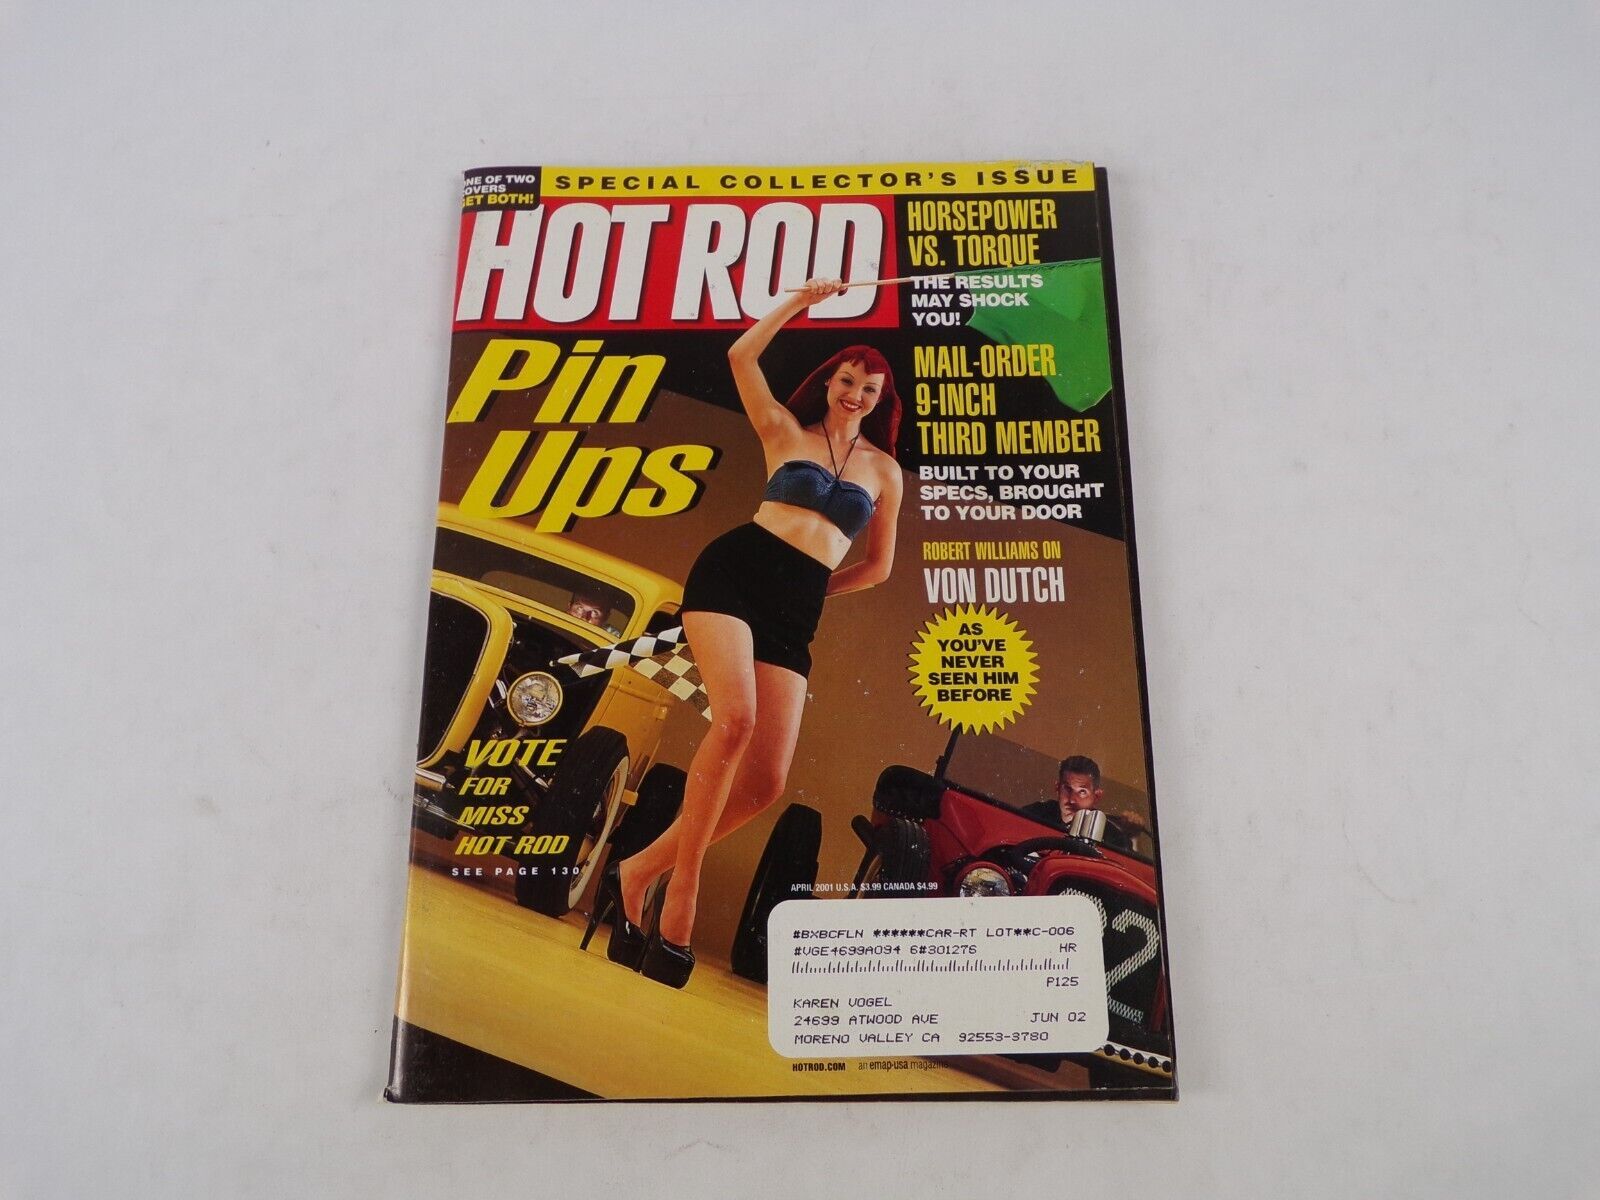 ONE OF TWO
COVERS
GET BOTH!
SPECIAL COLLECTOR'S ISSUE
HOT ROD
HORSEPOWER
VS. TORQUE
THE RESULTS
MAY SHOCK
YOU!
Pin
Ups
MAIL-ORDER
9-INCH
THIRD MEMBER
BUILT TO YOUR
SPECS, BROUGHT
TO YOUR DOOR
ROBERT WILLIAMS ON
VON DUTCH
AS
YOU'VE
NEVER
SEEN HIM
BEFORE
VOTE
FOR
MISS
HOT ROD
SEE PAGE 130
APRIL 2001 U.S.A. $3.99 CANADA $4.99
#BXBCFLN ******CAR-RT LOT**C-006
#VGE4699A094 6#301276 HR
P125
KAREN VOGEL
24699 ATWOOD AVE JUN 02
MORENO VALLEY CA 92553-3780
HOTROD.COM an emap-usa magazine